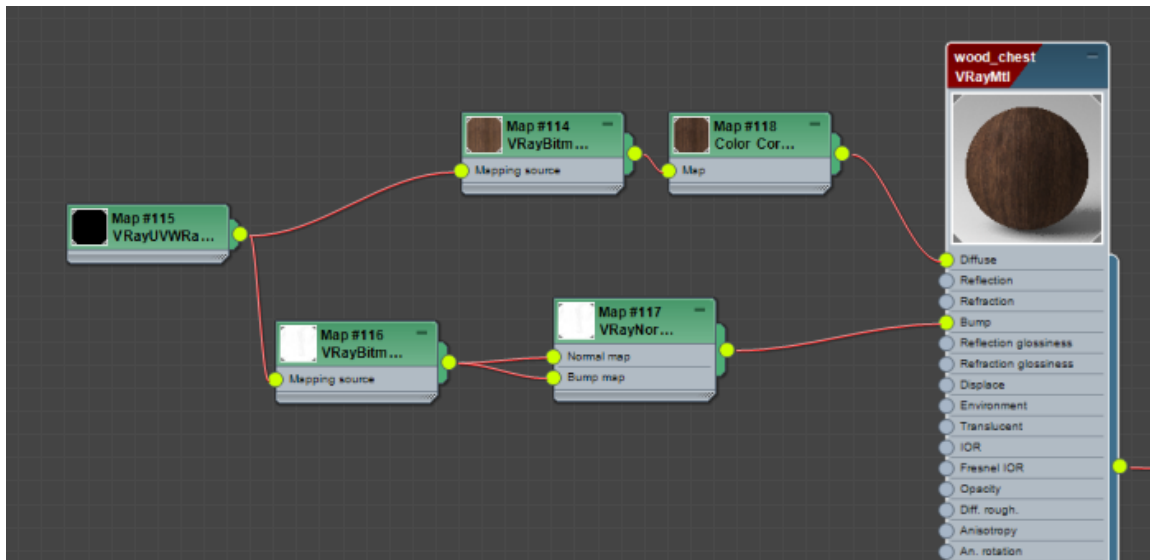 wood_chest
VRayMtl
Map #114
VRayBitm...
Mapping source
Map #118
Color Cor...
Map
Map #115
VRayUVWRa...
Map #116
VRayBitm...
Mapping source
Map #117
VRayNor...
Normal map
Bump map
Diffuse
Reflection
Refraction
Bump
Reflection glossiness
Refraction glossiness
Displace
Environment
Translucent
IOR
Fresnel IOR
Opacity
Diff. rough.
Anisotropy
An. rotation